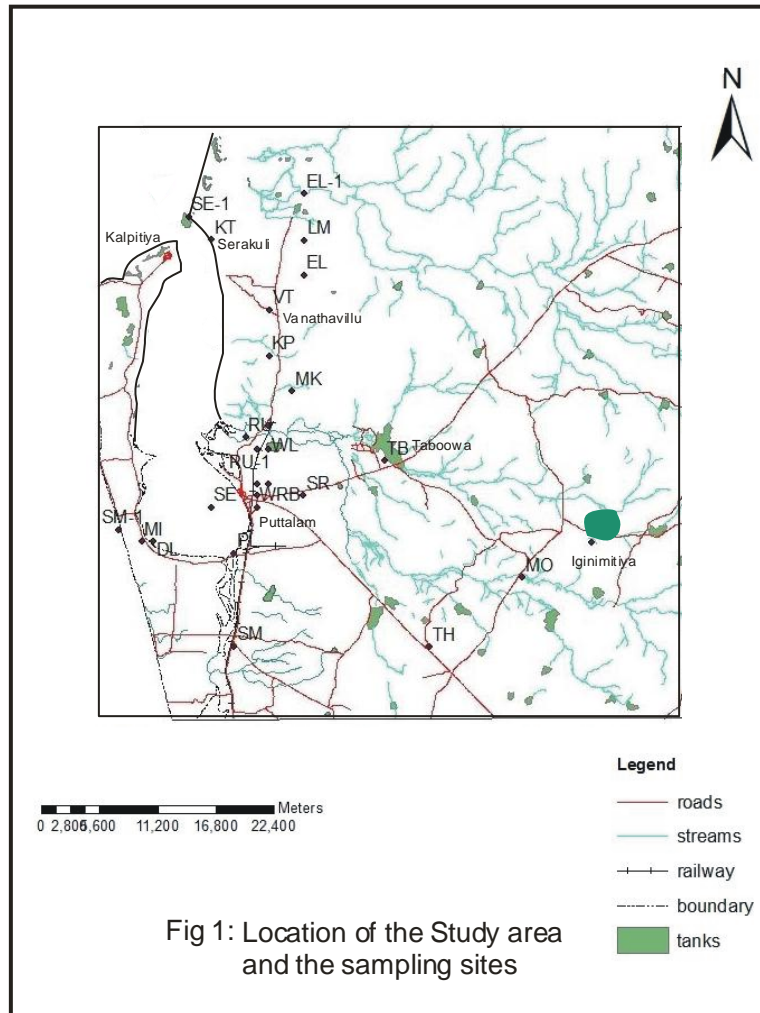 N
EL-1
SE-1
KT
LM
Serakuli
Kalpitiya
EL
VT
Vanathavillu
KP
MK
WL
TB Taboowa
RU-1
SE
WRB
SR
SM-1
Puttalam
MI
DL
Iginimitiya
MO
SM
TH
Meters
0 2,805,600 11,200 16,800 22,400
Legend
roads
streams
railway
boundary
tanks
Fig 1: Location of the Study area
and the sampling sites